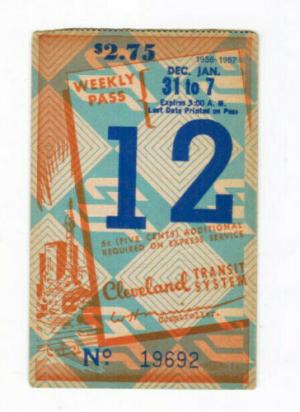 $2.75
1956-1957
WEEKLY PASS
DEC. JAN.
31 to 7
Expires 3:00 A. M.
Last Date Printed on Pass
12
5¢ (FIVE CENTS) ADDITIONAL
REQUIRED ON EXPRESS SERVICE
Cleveland TRANSIT SYSTEM
Comptroller.
No. 19692